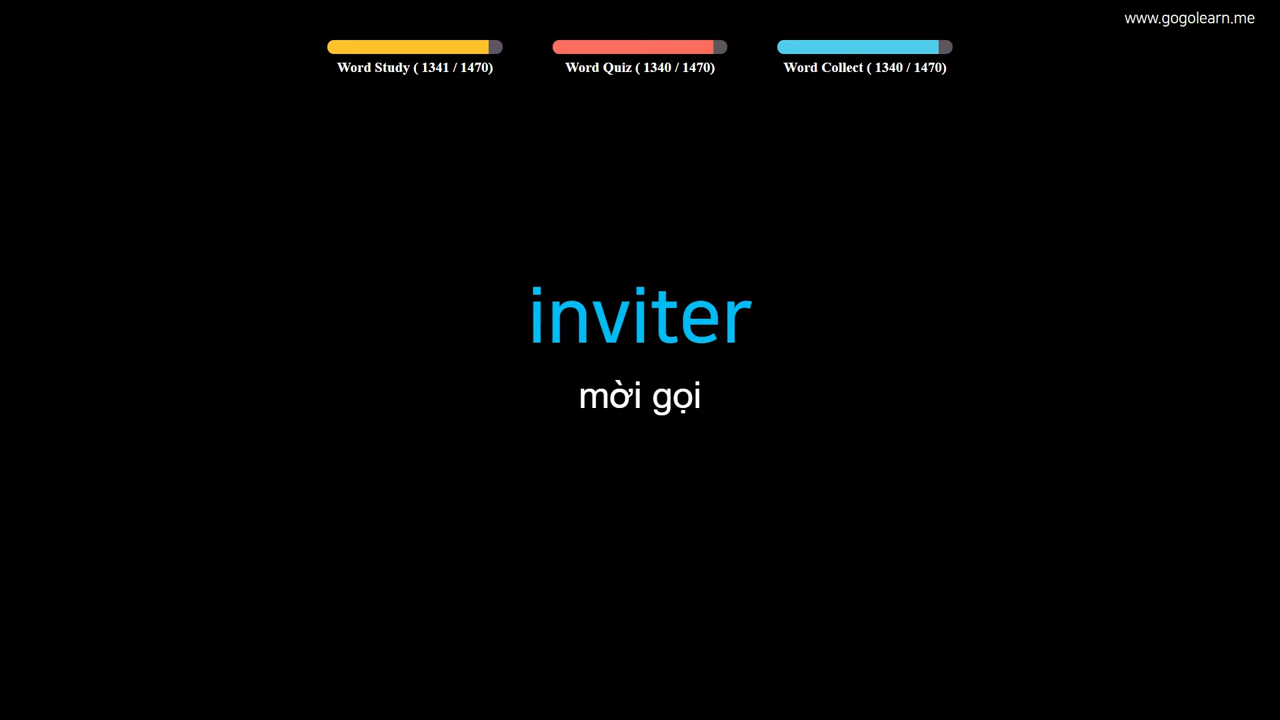 www.gogolearn.me
Word Study ( 1341 / 1470)
Word Quiz ( 1340 / 1470)
Word Collect ( 1340 / 1470)
inviter
mời gọi